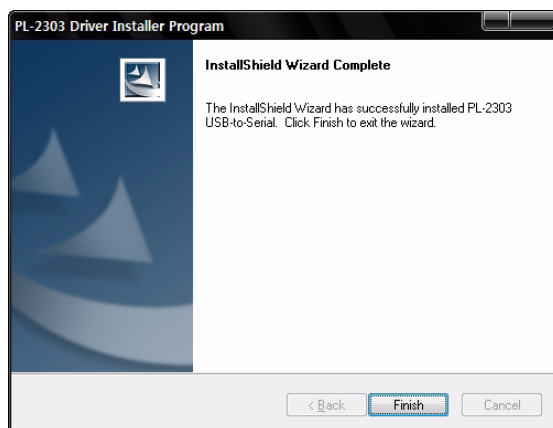 PL-2303 Driver Installer Program
InstallShield Wizard Complete
The InstallShield Wizard has successfully installed PL-2303
USB-to-Serial. Click Finish to exit the wizard.
< Back
Finish
Cancel